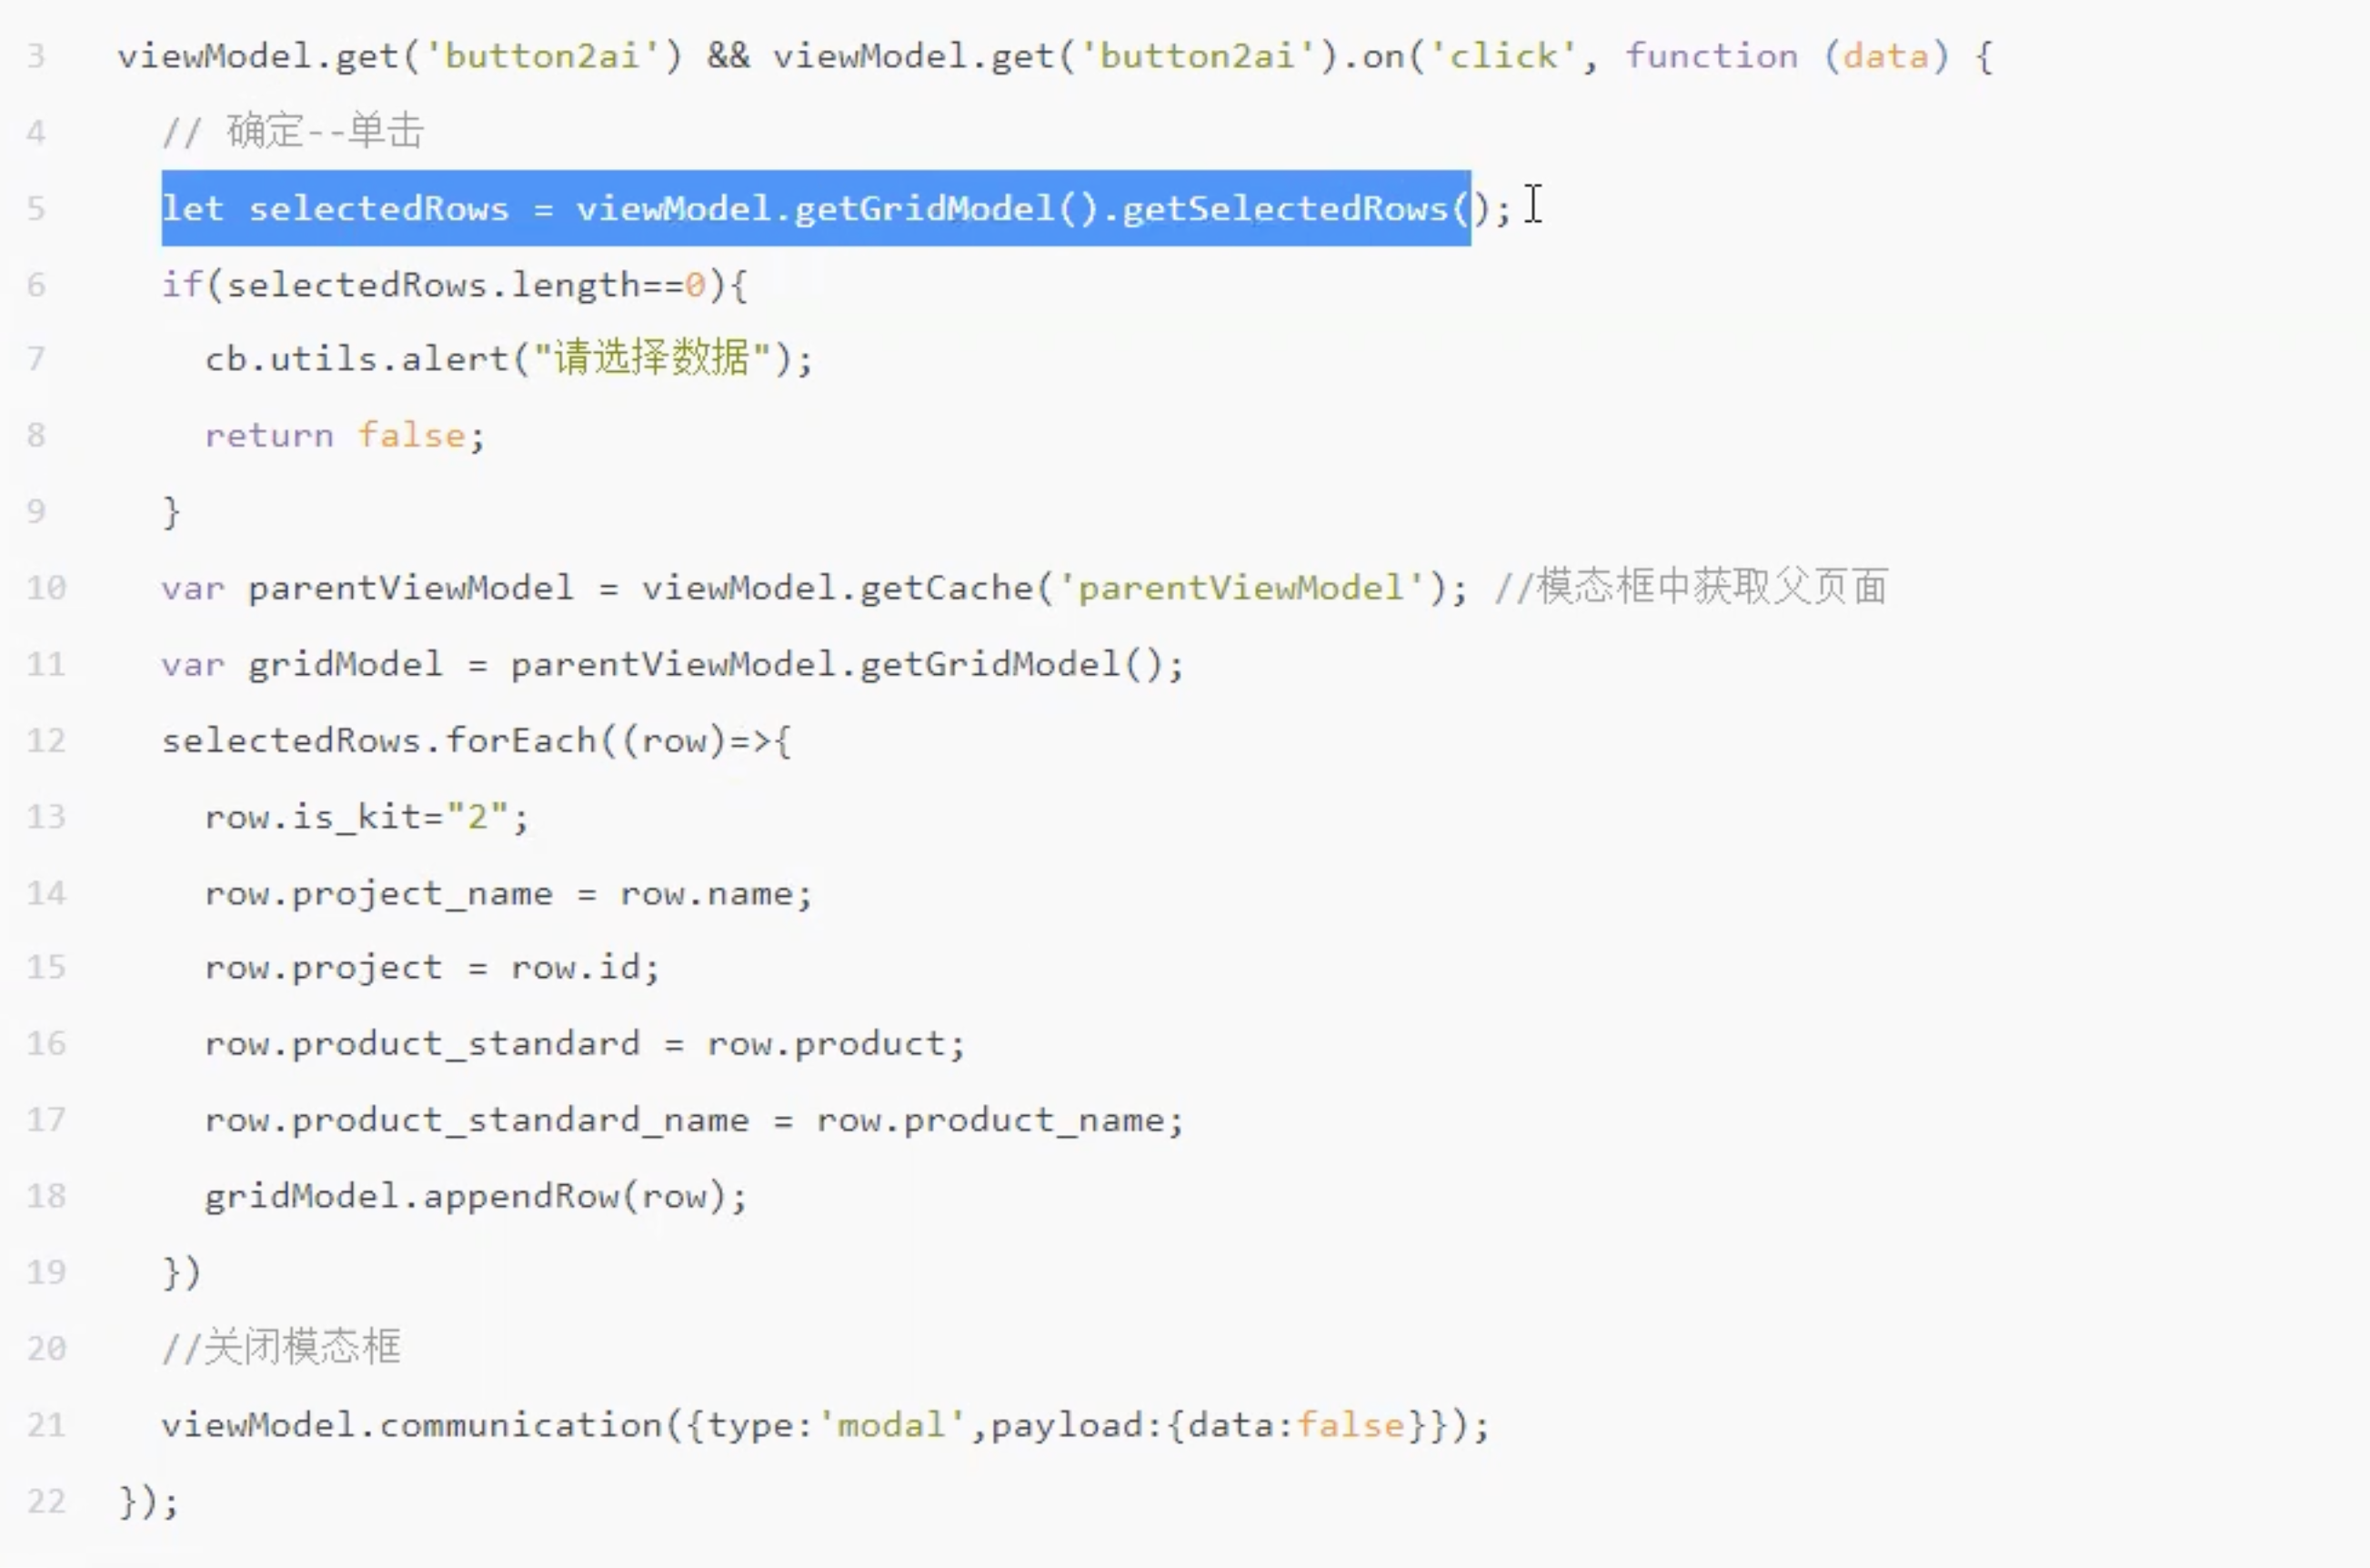 3 viewModel.get('button2ai') && viewModel.get('button2ai').on('click', function (data) {
4 // 确定--单击
5 let selectedRows = viewModel.getGridModel().getSelectedRows();
6 if(selectedRows.length==0){
7 cb.utils.alert("请选择数据");
8 return false;
9 }
10 var parentViewModel = viewModel.getCache('parentViewModel'); //模态框中获取父页面
11 var gridModel = parentViewModel.getGridModel();
12 selectedRows.forEach((row)=>{
13 row.is_kit="2";
14 row.project_name = row.name;
15 row.project = row.id;
16 row.product_standard = row.product;
17 row.product_standard_name = row.product_name;
18 gridModel.appendRow(row);
19 })
20 //关闭模态框
21 viewModel.communication({type:'modal',payload:{data:false}});
22 });